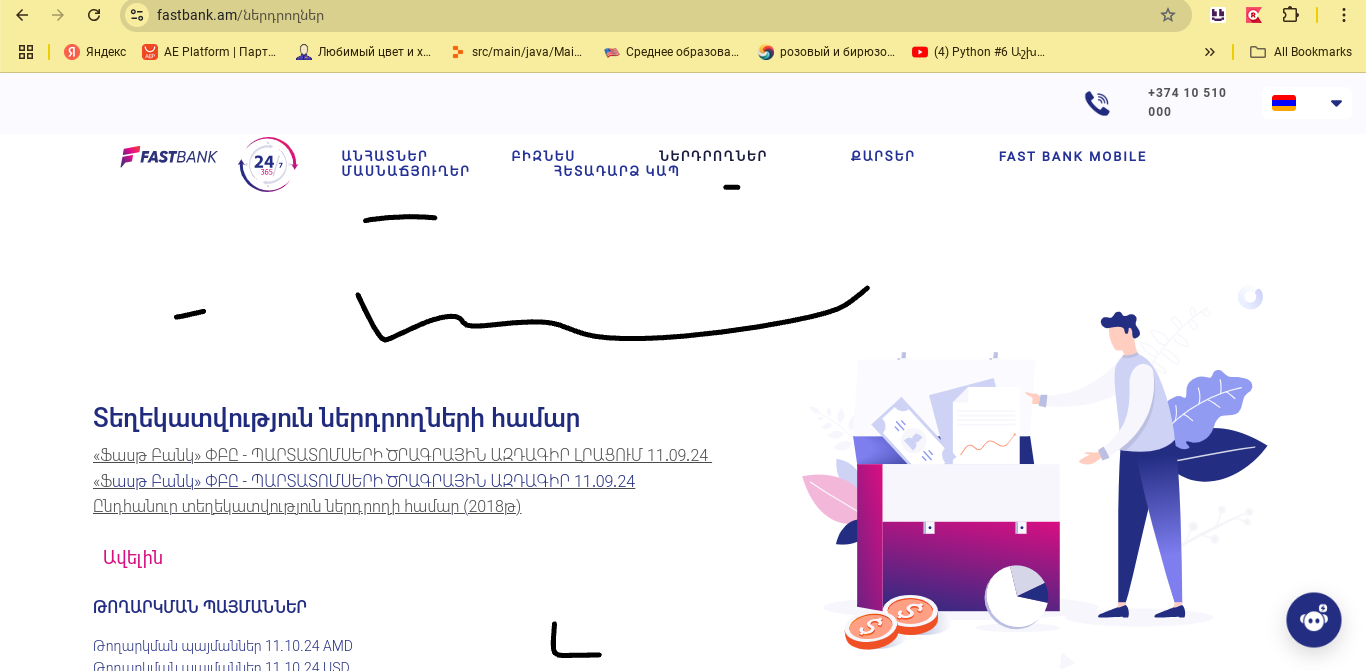 fastbank.am/ներդրողներ
Яндекс AE Platform | Парт... Любимый цвет и х... src/main/java/Mai... Среднее образова... розовый и бирюзо... (4) Python #6 Աշխ... All Bookmarks
+374 10 510
000
FASTBANK 24/7 365 ԱՆՀԱՏՆԵՐ ԲԻԶՆԵՍ ՆԵՐԴՐՈՂՆԵՐ ՔԱՐՏԵՐ FAST BANK MOBILE
ՄԱՍՆԱՃՅՈՒՂԵՐ ՀԵՏԱԴԱՐՁ ԿԱՊ
Տեղեկատվություն ներդրողների համար
«Ֆասթ Բանկ» ՓԲԸ - ՊԱՐՏԱՏՈՄՍԵՐԻ ԾՐԱԳՐԱՅԻՆ ԱԶԴԱԳԻՐ ԼՐԱՑՈՒՄ 11.09.24
«Ֆասթ Բանկ» ՓԲԸ - ՊԱՐՏԱՏՈՄՍԵՐԻ ԾՐԱԳՐԱՅԻՆ ԱԶԴԱԳԻՐ 11.09.24
Ընդհանուր տեղեկատվություն ներդրողի համար (2018թ)
Ավելին
ԹՈՂԱՐԿՄԱՆ ՊԱՅՄԱՆՆԵՐ
Թողարկման պայմաններ 11.10.24 AMD
Թողարկման պայմաններ 11.10.24 USD